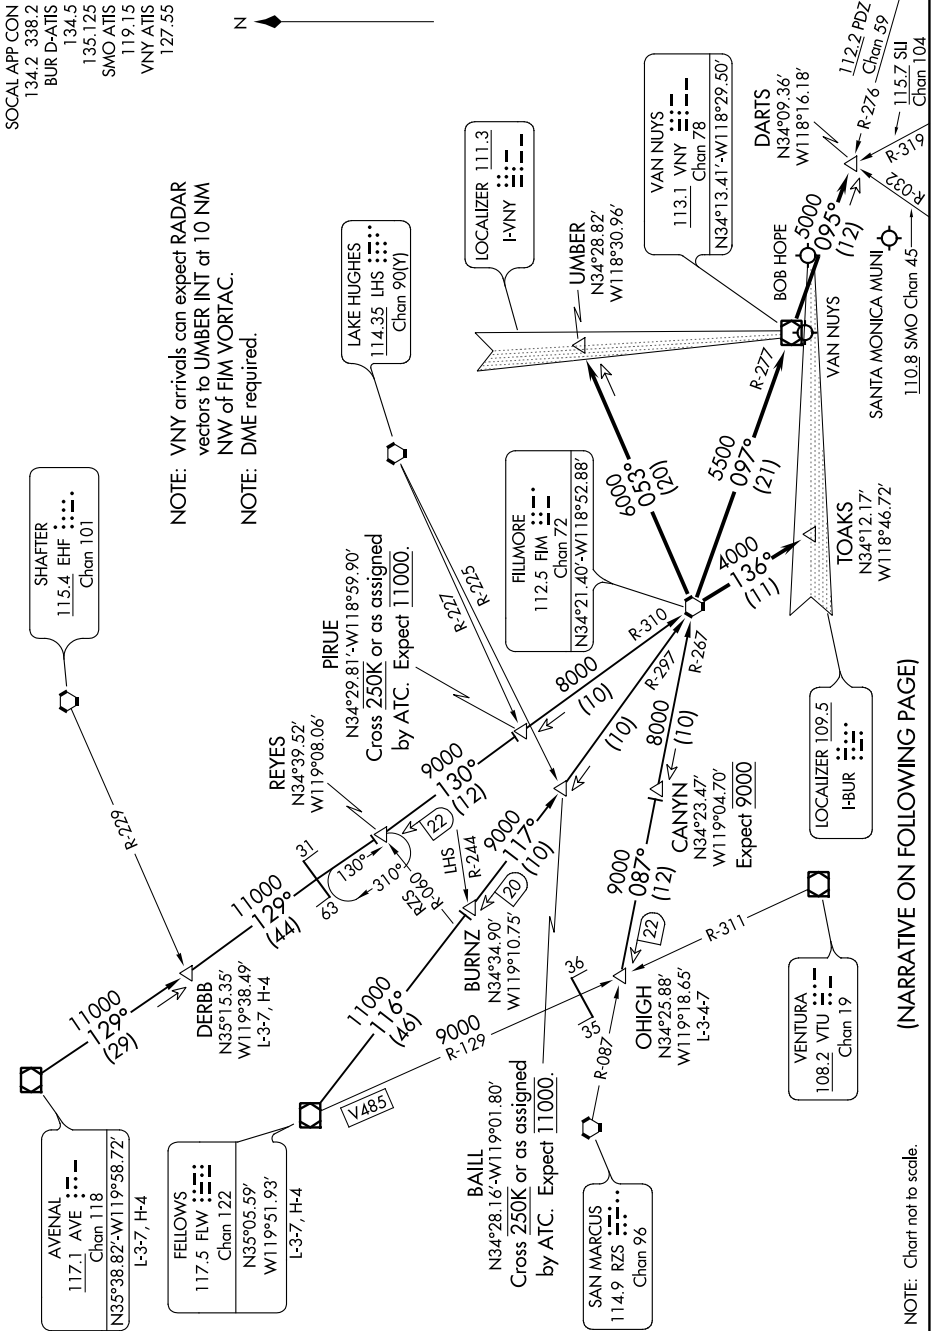 SOCAL APP CON
134.2 338.2
BUR D-ATIS
134.5
135.125
SMO ATIS
119.15
VNY ATIS
127.55
N
NOTE: VNY arrivals can expect RADAR
vectors to UMBER INT at 10 NM
NW of FIM VORTAC.
NOTE: DME required.
AVENAL
117.1 AVE
Chan 118
N35°38.82'-W119°58.72'
L-3-7, H-4
11000
129°
(29)
SHAFTER
115.4 EHF
Chan 101
R-229
DERBB
N35°15.35'
W119°38.49'
L-3-7, H-4
11000
129°
(44)
63
31
FELLOWS
117.5 FLW
Chan 122
N35°05.59'
W119°51.93'
L-3-7, H-4
V485
11000
116°
(46)
9000
R-129
REYES
N34°39.52'
W119°08.06'
130°
310°
22
RZS
R-060
9000
130°
(12)
PIRUE
N34°29.81'-W118°59.90'
Cross 250K or as assigned
by ATC. Expect 11000.
LAKE HUGHES
114.35 LHS
Chan 90(Y)
R-227
R-225
LHS
R-244
BURNZ
N34°34.90'
W119°10.75'
20
9000
117°
(10)
BAILL
N34°28.16'-W119°01.80'
Cross 250K or as assigned
by ATC. Expect 11000.
8000
(10)
R-310
(10)
R-297
8000
(10)
R-267
SAN MARCUS
114.9 RZS
Chan 96
R-087
35
36
OHIGH
N34°25.88'
W119°18.65'
L-3-4-7
22
9000
087°
(12)
CANYN
N34°23.47'
W119°04.70'
Expect 9000
VENTURA
108.2 VTU
Chan 19
R-311
FILLMORE
112.5 FIM
Chan 72
N34°21.40'-W118°52.88'
6000
053°
(20)
5500
097°
(21)
R-277
4000
136°
(11)
LOCALIZER 111.3
I-VNY
UMBER
N34°28.82'
W118°30.96'
VAN NUYS
113.1 VNY
Chan 78
N34°13.41'-W118°29.50'
BOB HOPE
VAN NUYS
5000
095°
(12)
DARTS
N34°09.36'
W118°16.18'
R-276
112.2 PDZ
Chan 59
R-319
115.7 SLI
Chan 104
R-032
SANTA MONICA MUNI
110.8 SMO Chan 45
TOAKS
N34°12.17'
W118°46.72'
LOCALIZER 109.5
I-BUR
(NARRATIVE ON FOLLOWING PAGE)
NOTE: Chart not to scale.